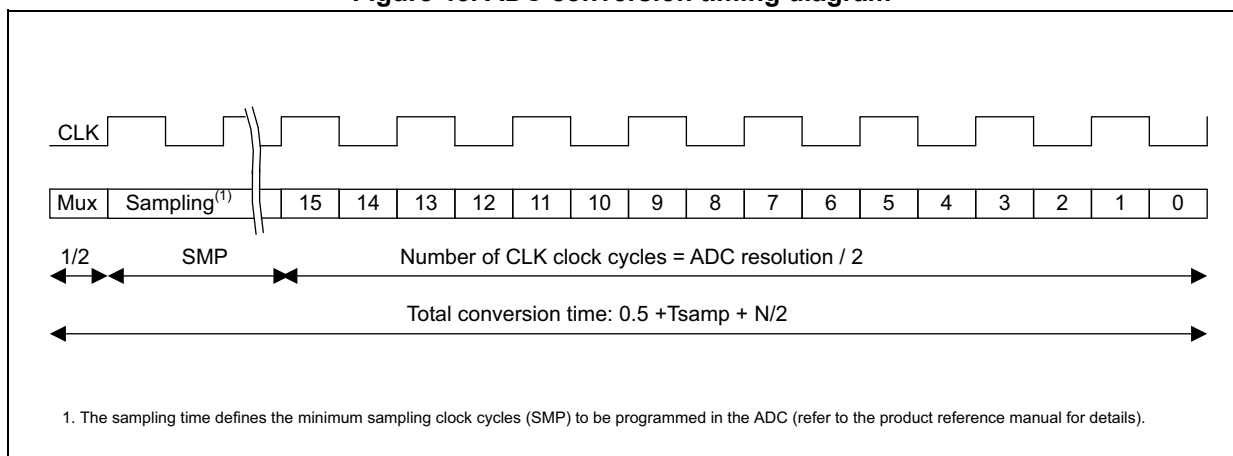 CLK
Mux Sampling(1) 15 14 13 12 11 10 9 8 7 6 5 4 3 2 1 0
1/2 SMP Number of CLK clock cycles = ADC resolution / 2
Total conversion time: 0.5 +Tsamp + N/2
1. The sampling time defines the minimum sampling clock cycles (SMP) to be programmed in the ADC (refer to the product reference manual for details).